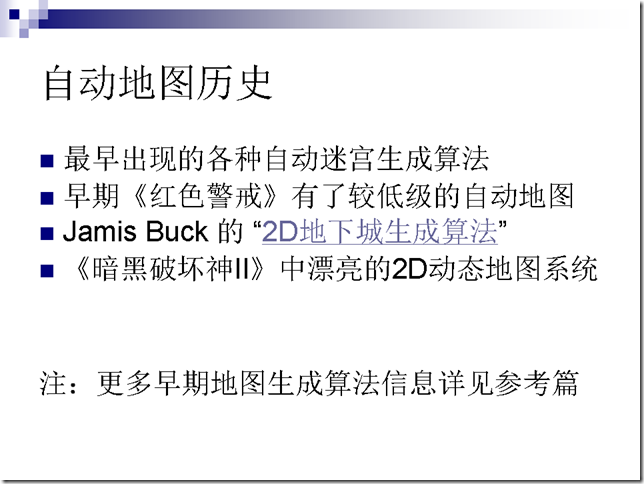 自动地图历史
最早出现的各种自动迷宫生成算法
早期《红色警戒》有了较低级的自动地图
Jamis Buck 的 “2D地下城生成算法”
《暗黑破坏神II》中漂亮的2D动态地图系统
注：更多早期地图生成算法信息详见参考篇